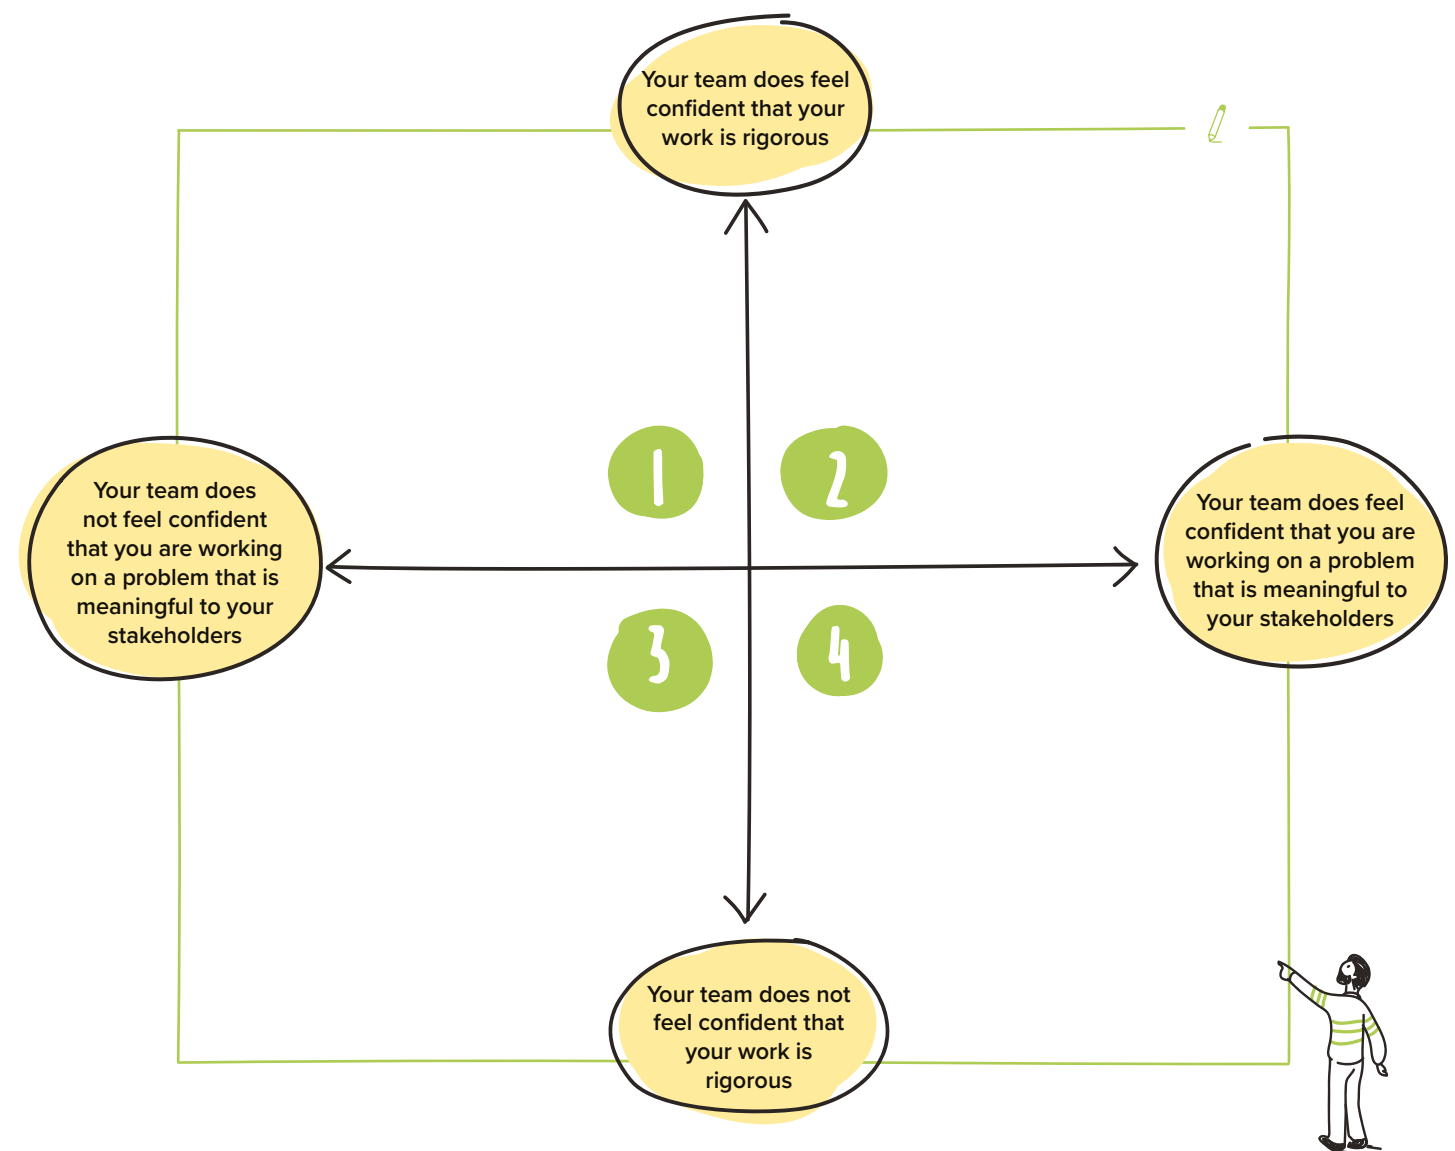 Your team does feel
confident that your
work is rigorous
1
2
Your team does
not feel confident
that you are working
on a problem that is
meaningful to your
stakeholders
Your team does feel
confident that you are
working on a problem
that is meaningful to
your stakeholders
3
4
Your team does not
feel confident that
your work is
rigorous